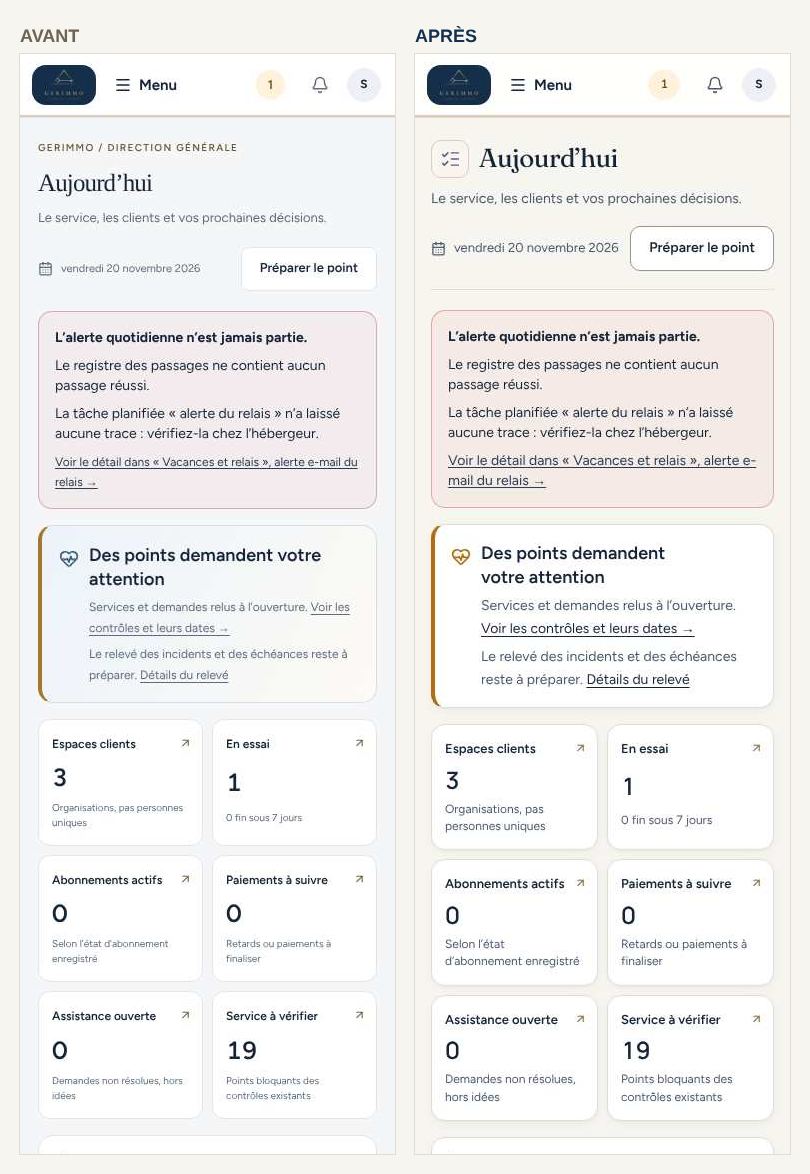 AVANT
GERIMMO
Menu
1
S
GERIMMO / DIRECTION GÉNÉRALE
Aujourd’hui
Le service, les clients et vos prochaines décisions.
vendredi 20 novembre 2026
Préparer le point
L’alerte quotidienne n’est jamais partie.
Le registre des passages ne contient aucun
passage réussi.
La tâche planifiée « alerte du relais » n’a laissé
aucune trace : vérifiez-la chez l’hébergeur.
Voir le détail dans « Vacances et relais », alerte e-mail du
relais →
Des points demandent votre
attention
Services et demandes relus à l’ouverture. Voir les
contrôles et leurs dates →
Le relevé des incidents et des échéances reste à
préparer. Détails du relevé
Espaces clients
3
Organisations, pas personnes
uniques
En essai
1
0 fin sous 7 jours
Abonnements actifs
0
Selon l’état d’abonnement
enregistré
Paiements à suivre
0
Retards ou paiements à
finaliser
Assistance ouverte
0
Demandes non résolues, hors
idées
Service à vérifier
19
Points bloquants des
contrôles existants
APRÈS
GERIMMO
Menu
1
S
Aujourd’hui
Le service, les clients et vos prochaines décisions.
vendredi 20 novembre 2026
Préparer le point
L’alerte quotidienne n’est jamais partie.
Le registre des passages ne contient aucun
passage réussi.
La tâche planifiée « alerte du relais » n’a laissé
aucune trace : vérifiez-la chez l’hébergeur.
Voir le détail dans « Vacances et relais », alerte e-
mail du relais →
Des points demandent
votre attention
Services et demandes relus à l’ouverture.
Voir les contrôles et leurs dates →
Le relevé des incidents et des échéances
reste à préparer. Détails du relevé
Espaces clients
3
Organisations, pas
personnes uniques
En essai
1
0 fin sous 7 jours
Abonnements actifs
0
Selon l’état
d’abonnement enregistré
Paiements à suivre
0
Retards ou paiements à
finaliser
Assistance ouverte
0
Demandes non résolues,
hors idées
Service à vérifier
19
Points bloquants des
contrôles existants